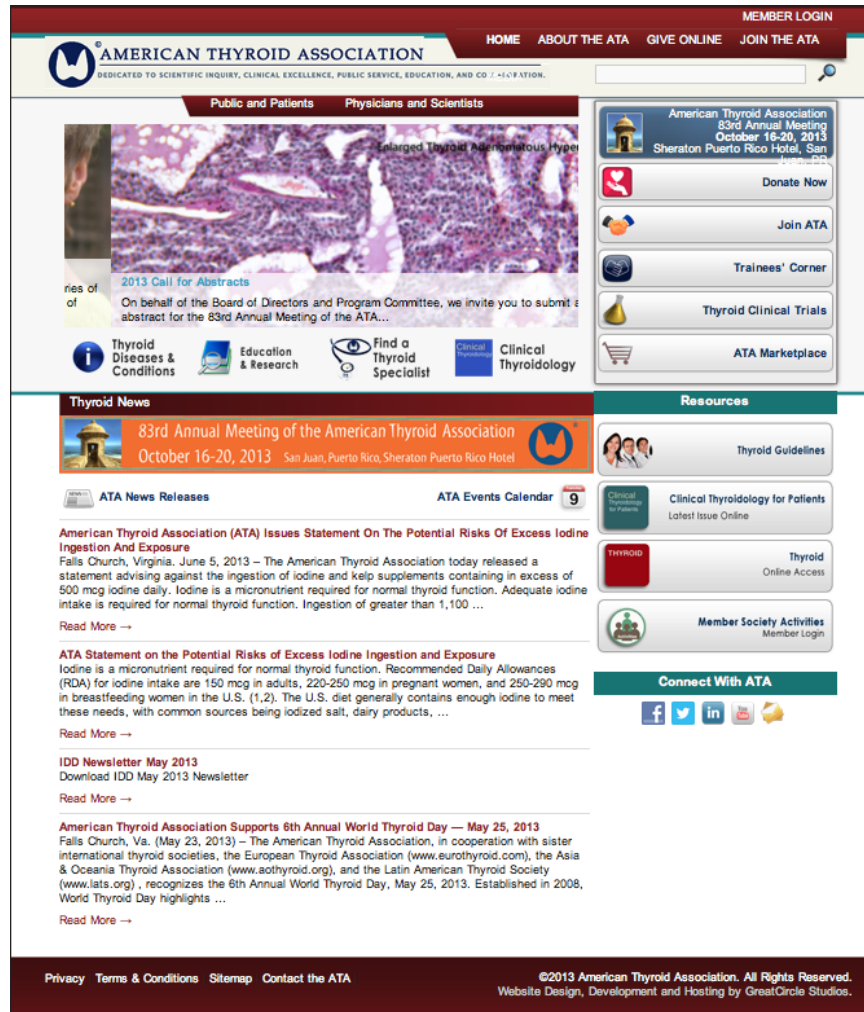 MEMBER LOGIN
HOME ABOUT THE ATA GIVE ONLINE JOIN THE ATA
©AMERICAN THYROID ASSOCIATION
DEDICATED TO SCIENTIFIC INQUIRY, CLINICAL EXCELLENCE, PUBLIC SERVICE, EDUCATION, AND
Public and Patients Physicians and Scientists
Enlarged Thyroid Adenomatous Hyper
ries of
of
2013 Call for Abstracts
On behalf of the Board of Directors and Program Committee, we invite you to submit a
abstract for the 83rd Annual Meeting of the ATA...
Thyroid
Diseases &
Conditions
Education
& Research
Find a
Thyroid
Specialist
Clinical
Thyroidology
Clinical
Thyroidology
American Thyroid Association
83rd Annual Meeting
October 16-20, 2013
Sheraton Puerto Rico Hotel, San
Juan, PR
Donate Now
Join ATA
Trainees' Corner
Thyroid Clinical Trials
ATA Marketplace
Thyroid News
83rd Annual Meeting of the American Thyroid Association
October 16-20, 2013 San Juan, Puerto Rico, Sheraton Puerto Rico Hotel
ATA News Releases
ATA Events Calendar 9
American Thyroid Association (ATA) Issues Statement On The Potential Risks Of Excess Iodine
Ingestion And Exposure
Falls Church, Virginia. June 5, 2013 – The American Thyroid Association today released a
statement advising against the ingestion of iodine and kelp supplements containing in excess of
500 mcg iodine daily. Iodine is a micronutrient required for normal thyroid function. Adequate iodine
intake is required for normal thyroid function. Ingestion of greater than 1,100 ...
Read More →
ATA Statement on the Potential Risks of Excess Iodine Ingestion and Exposure
Iodine is a micronutrient required for normal thyroid function. Recommended Daily Allowances
(RDA) for iodine intake are 150 mcg in adults, 220-250 mcg in pregnant women, and 250-290 mcg
in breastfeeding women in the U.S. (1,2). The U.S. diet generally contains enough iodine to meet
these needs, with common sources being iodized salt, dairy products, ...
Read More →
IDD Newsletter May 2013
Download IDD May 2013 Newsletter
Read More →
American Thyroid Association Supports 6th Annual World Thyroid Day — May 25, 2013
Falls Church, Va. (May 23, 2013) – The American Thyroid Association, in cooperation with sister
international thyroid societies, the European Thyroid Association (www.eurothyroid.com), the Asia
& Oceania Thyroid Association (www.aothyroid.org), and the Latin American Thyroid Society
(www.lats.org) , recognizes the 6th Annual World Thyroid Day, May 25, 2013. Established in 2008,
World Thyroid Day highlights ...
Read More →
Resources
Thyroid Guidelines
Clinical
Thyroidology
for Patients
Clinical Thyroidology for Patients
Latest Issue Online
THYROID
Thyroid
Online Access
Member Society Activities
Member Login
Connect With ATA
f
in
You
Privacy Terms & Conditions Sitemap Contact the ATA
©2013 American Thyroid Association. All Rights Reserved.
Website Design, Development and Hosting by GreatCircle Studios.